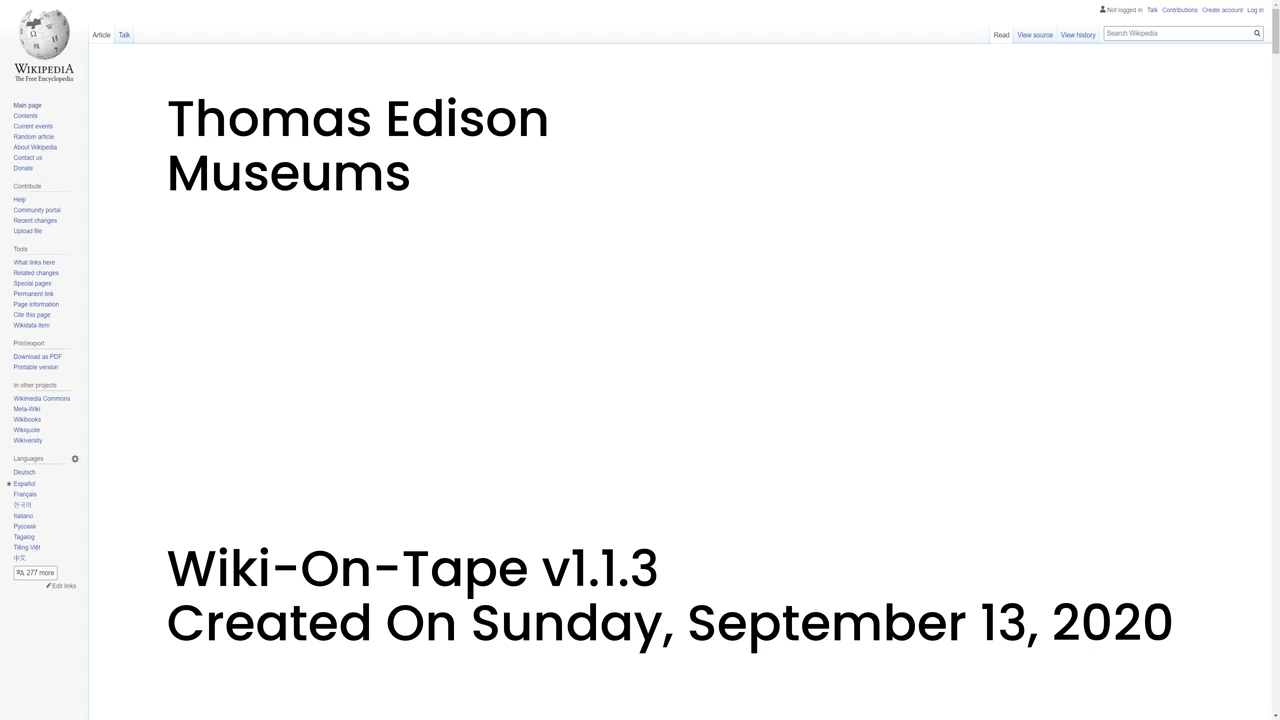 Not logged in Talk Contributions Create account Log in
Article Talk Read View source View history Search Wikipedia
WIKIPEDIA
The Free Encyclopedia
Main page
Contents
Current events
Random article
About Wikipedia
Contact us
Donate
Contribute
Help
Community portal
Recent changes
Upload file
Tools
What links here
Related changes
Special pages
Permanent link
Page information
Cite this page
Wikidata item
Print/export
Download as PDF
Printable version
In other projects
Wikimedia Commons
Meta-Wiki
Wikibooks
Wikiquote
Wikiversity
Languages
Deutsch
Español
Français
한국어
Italiano
Русский
Tagalog
Tiếng Việt
中文
277 more
Edit links
Thomas Edison
Museums
Wiki-On-Tape v1.1.3
Created On Sunday, September 13, 2020